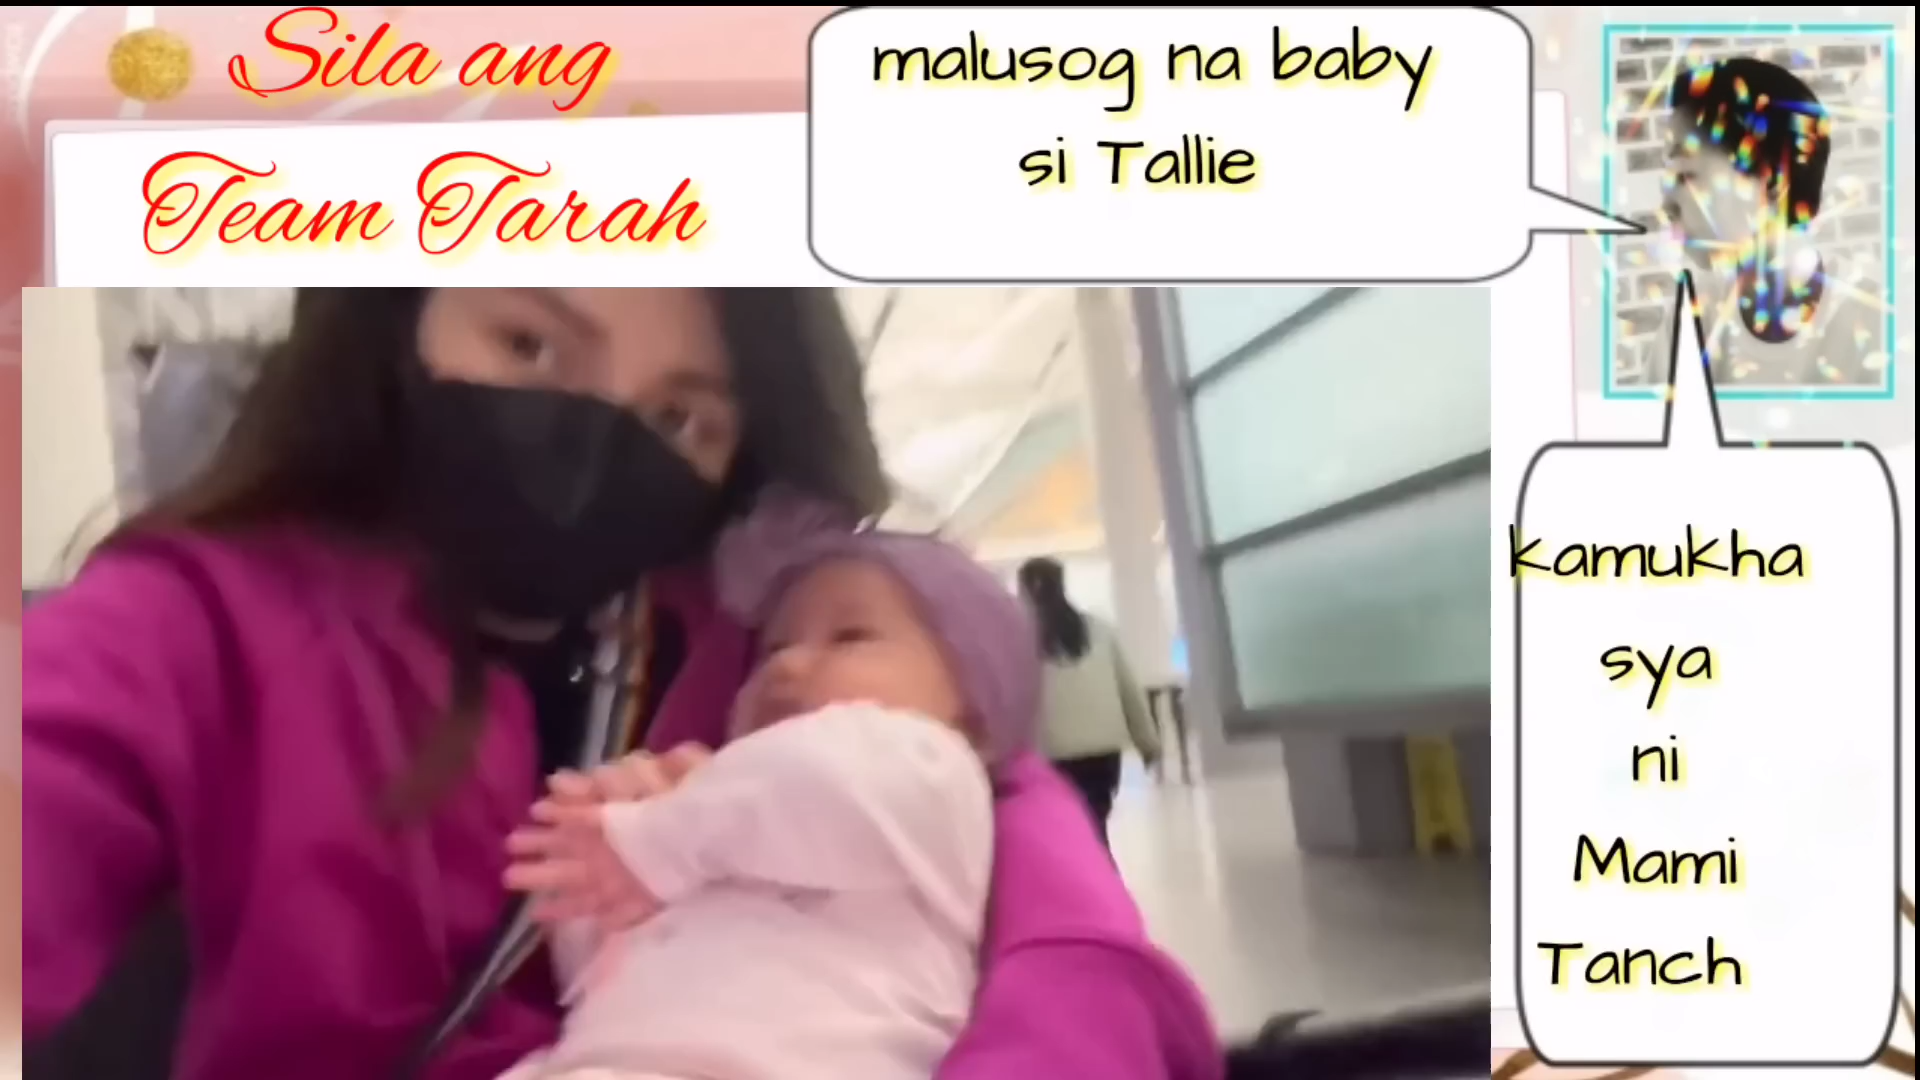 Sila ang
Team Tarah
malusog na baby
si Tallie
kamukha
sya
ni
Mami
Tanch